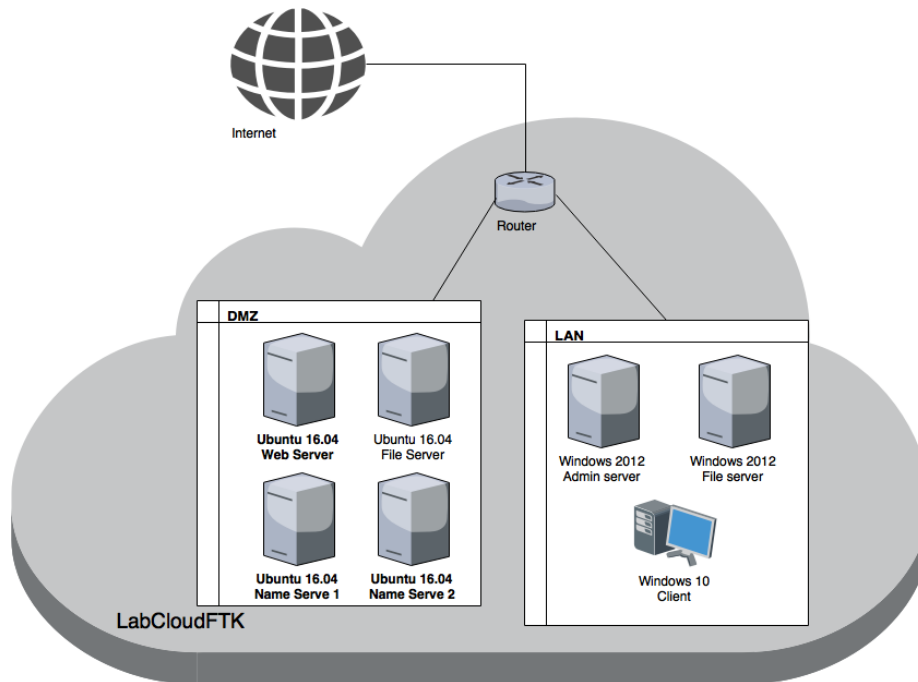 Internet
Router
DMZ
Ubuntu 16.04
Web Server
Ubuntu 16.04
File Server
Ubuntu 16.04
Name Serve 1
Ubuntu 16.04
Name Serve 2
LAN
Windows 2012
Admin server
Windows 2012
File server
Windows 10
Client
LabCloudFTK